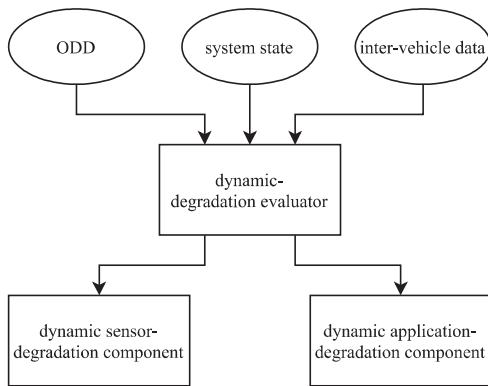 ODD
system state
inter-vehicle data
dynamic-
degradation evaluator
dynamic sensor-
degradation component
dynamic application-
degradation component